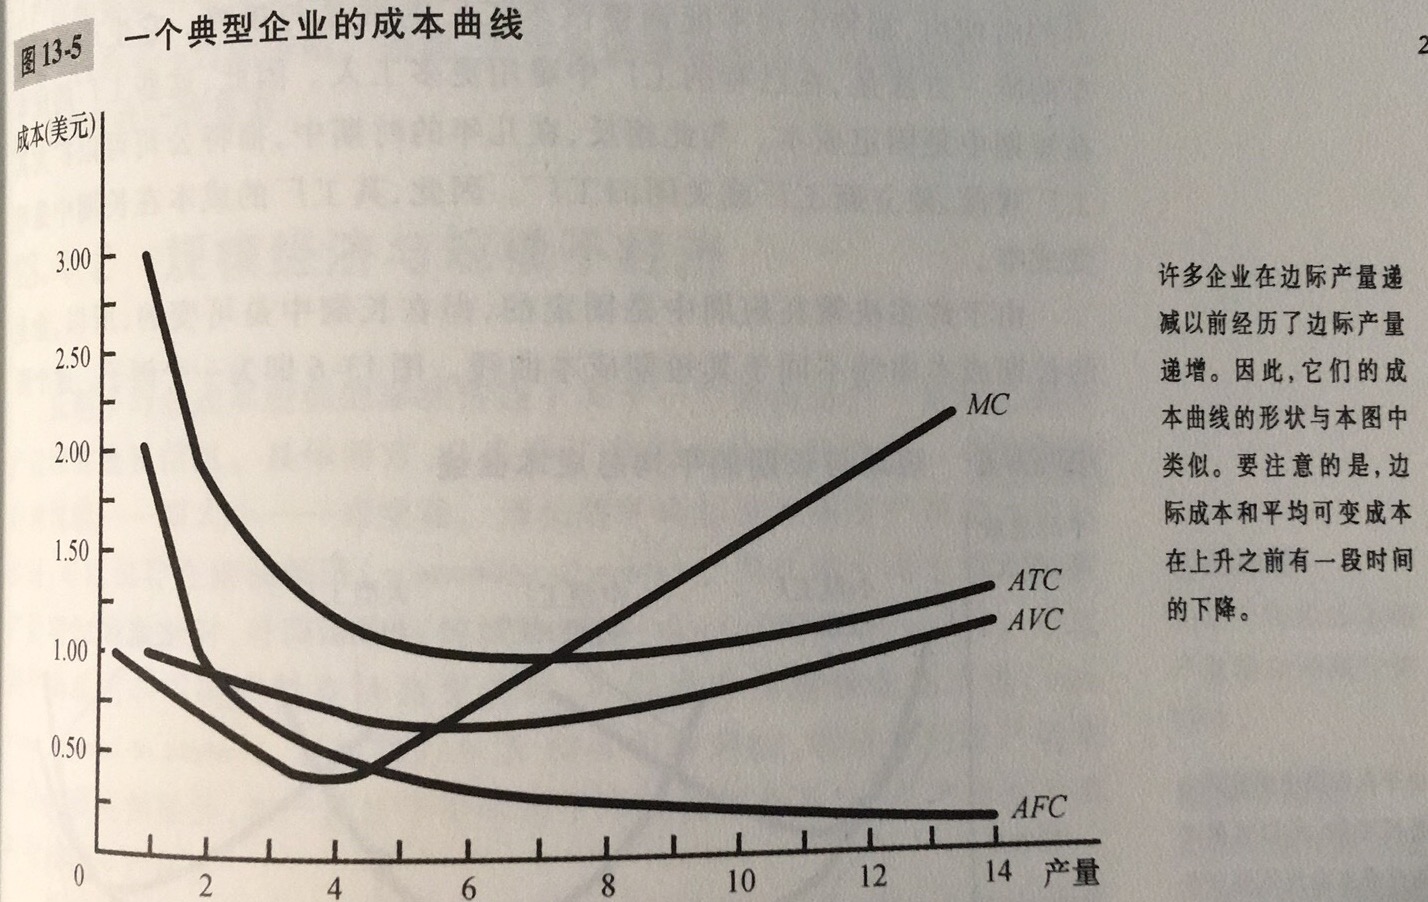 图 13-5
一个典型企业的成本曲线
2
成本(美元)
3.00
2.50
2.00
1.50
1.00
0.50
0
2
4
6
8
10
12
14
产量
MC
ATC
AVC
AFC
许多企业在边际产量递
减以前经历了边际产量
递增。因此,它们的成
本曲线的形状与本图中
类似。要注意的是,边
际成本和平均可变成本
在上升之前有一段时间
的下降。